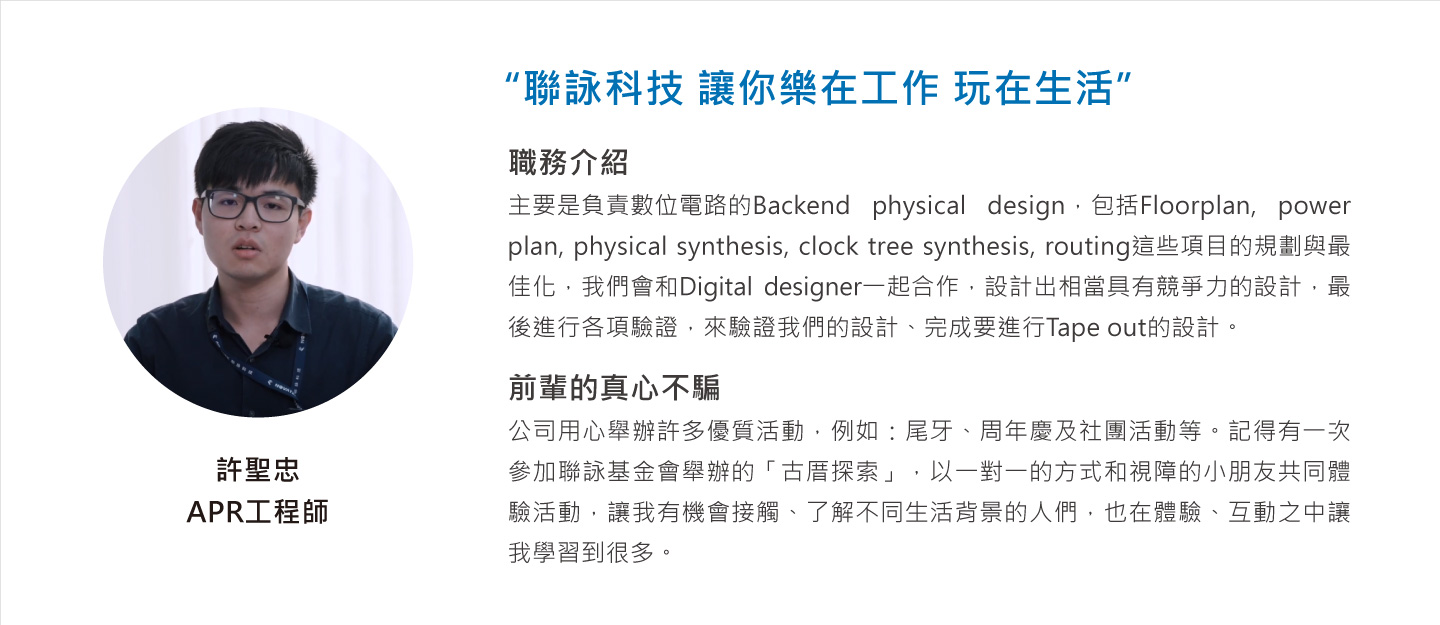 “聯詠科技 讓你樂在工作 玩在生活”
職務介紹
主要是負責數位電路的Backend physical design，包括Floorplan, power
plan, physical synthesis, clock tree synthesis, routing這些項目的規劃與最
佳化，我們會和Digital designer一起合作，設計出相當具有競爭力的設計，最
後進行各項驗證，來驗證我們的設計、完成要進行Tape out的設計。
前輩的真心不騙
公司用心舉辦許多優質活動，例如：尾牙、周年慶及社團活動等。記得有一次
參加聯詠基金會舉辦的「古厝探索」，以一對一的方式和視障的小朋友共同體
驗活動，讓我有機會接觸、了解不同生活背景的人們，也在體驗、互動之中讓
我學習到很多。
許聖忠
APR工程師